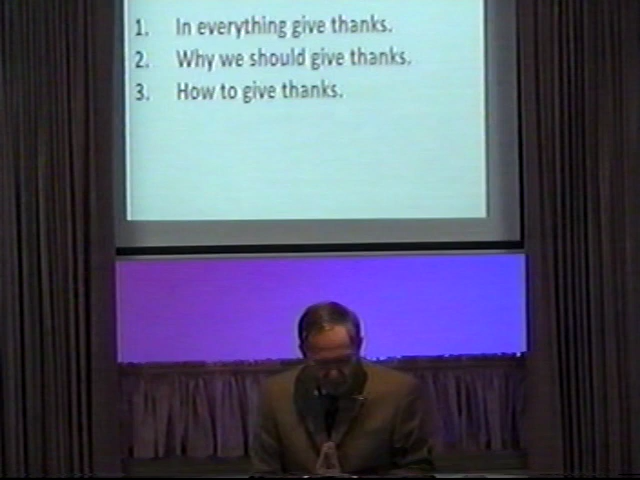 1. In everything give thanks.
2. Why we should give thanks.
3. How to give thanks.